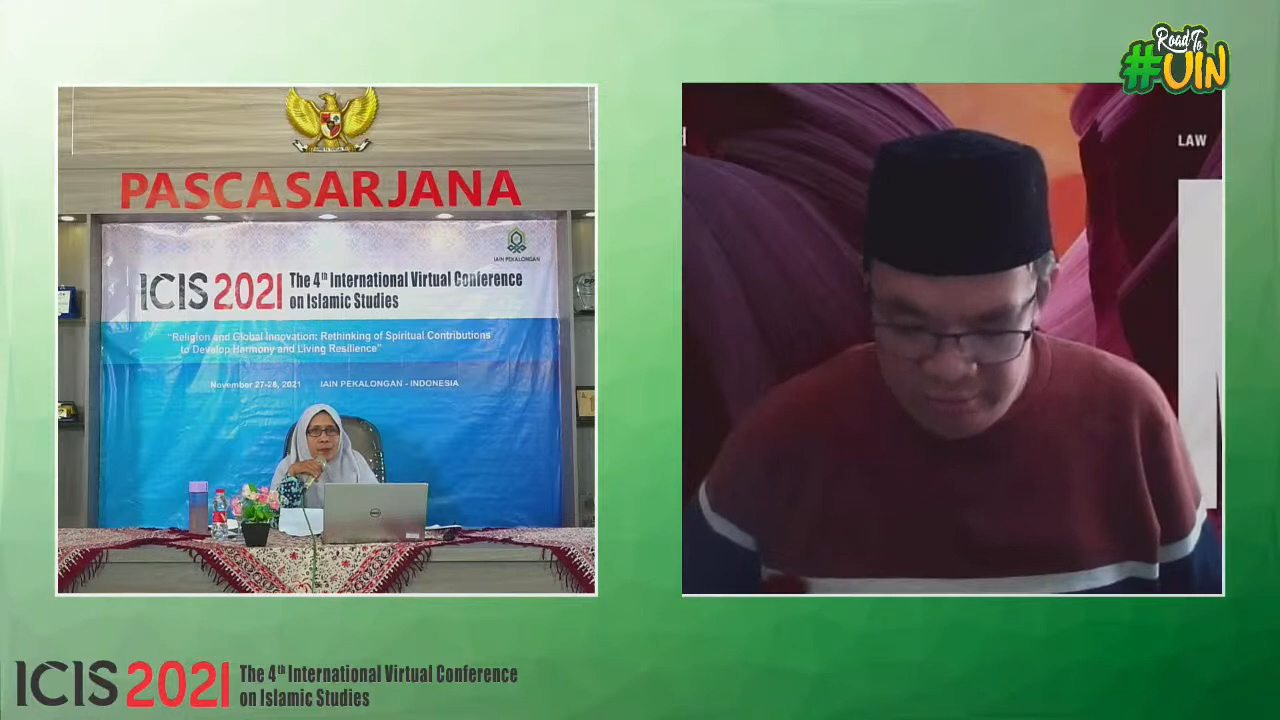 Road To
#UIN
PASCASARJANA
IAIN PEKALONGAN
ICIS 2021 The 4th International Virtual Conference
on Islamic Studies
"Religion and Global Innovation: Rethinking of Spiritual Contributions
to Develop Harmony and Living Resilience"
November 27-28, 2021 IAIN PEKALONGAN - INDONESIA
DELL
LAW
ICIS 2021 The 4th International Virtual Conference
on Islamic Studies